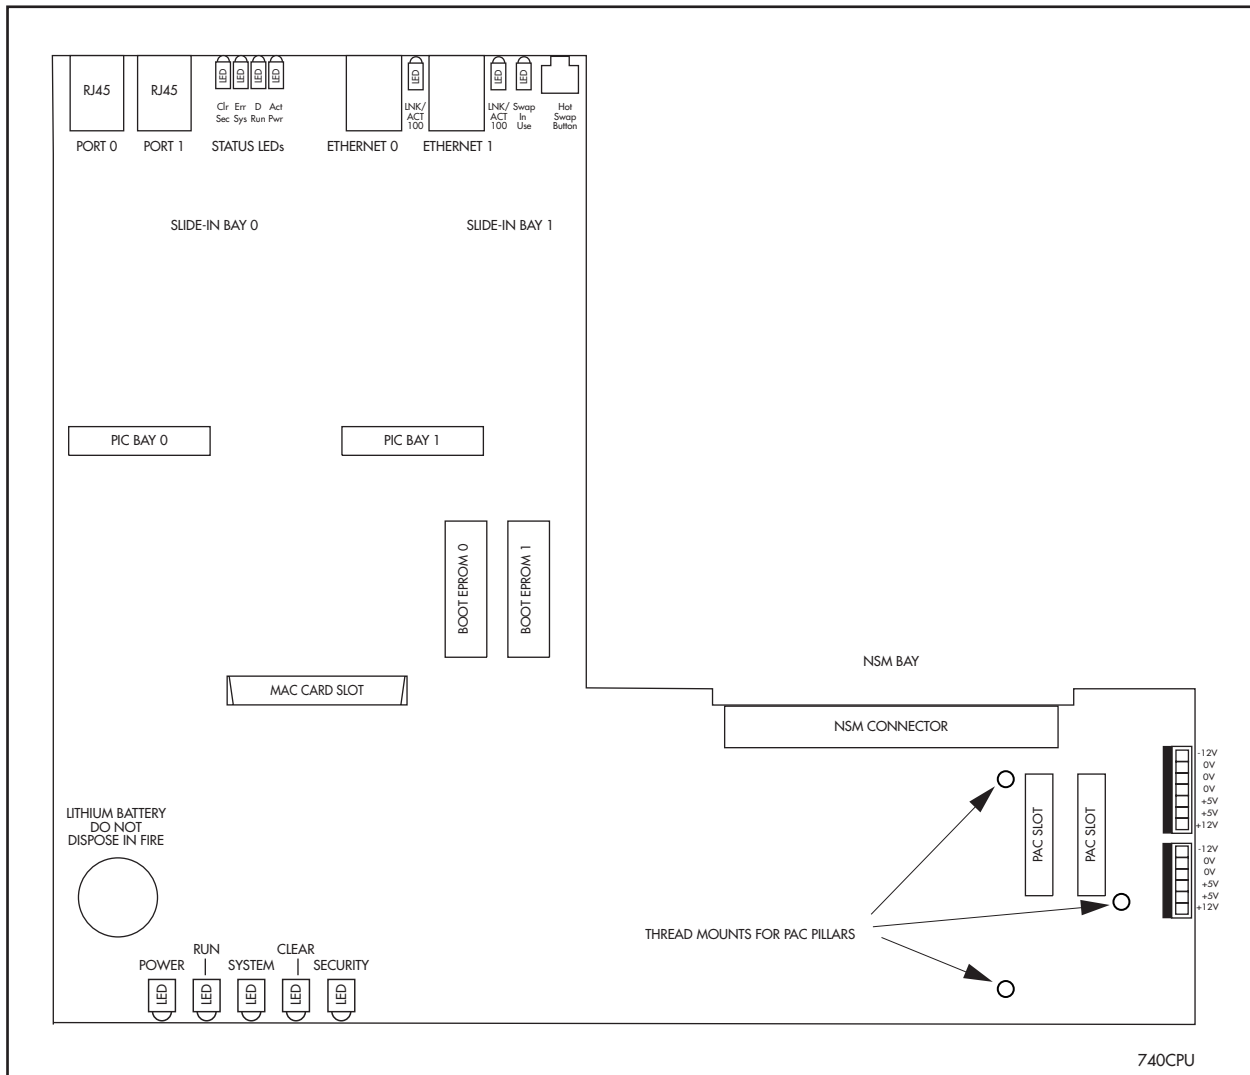 RJ45
RJ45
LED
LED
LED
LED
LED
LED
LED
Clr Err D Act
Sec Sys Run Pwr
LNK/
ACT
100
LNK/
ACT
100
Swap
In
Use
Hot
Swap
Button
PORT 0
PORT 1
STATUS LEDs
ETHERNET 0
ETHERNET 1
SLIDE-IN BAY 0
SLIDE-IN BAY 1
PIC BAY 0
PIC BAY 1
BOOT EPROM 0
BOOT EPROM 1
NSM BAY
MAC CARD SLOT
NSM CONNECTOR
PAC SLOT
PAC SLOT
-12V
0V
0V
0V
+5V
+5V
+12V
-12V
0V
0V
+5V
+5V
+12V
LITHIUM BATTERY
DO NOT
DISPOSE IN FIRE
THREAD MOUNTS FOR PAC PILLARS
POWER
RUN
SYSTEM
CLEAR
SECURITY
LED
LED
LED
LED
LED
740CPU